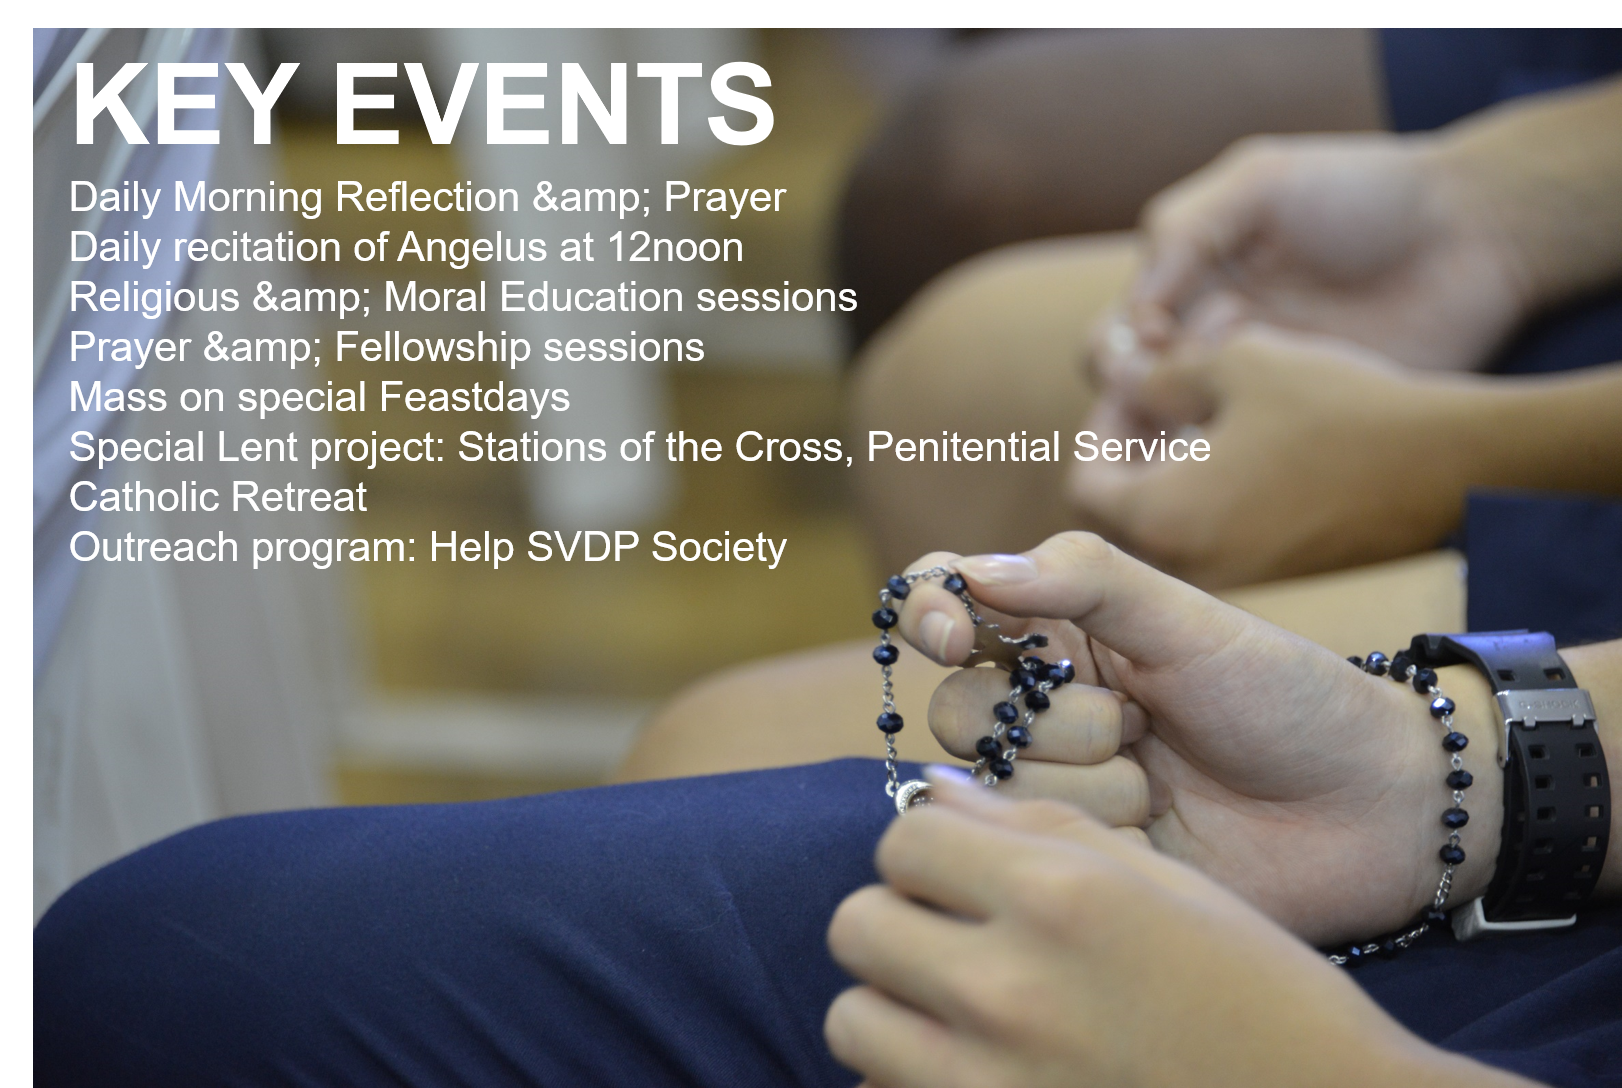 KEY EVENTS
Daily Morning Reflection &amp; Prayer
Daily recitation of Angelus at 12noon
Religious &amp; Moral Education sessions
Prayer &amp; Fellowship sessions
Mass on special Feastdays
Special Lent project: Stations of the Cross, Penitential Service
Catholic Retreat
Outreach program: Help SVDP Society
G-SHOCK